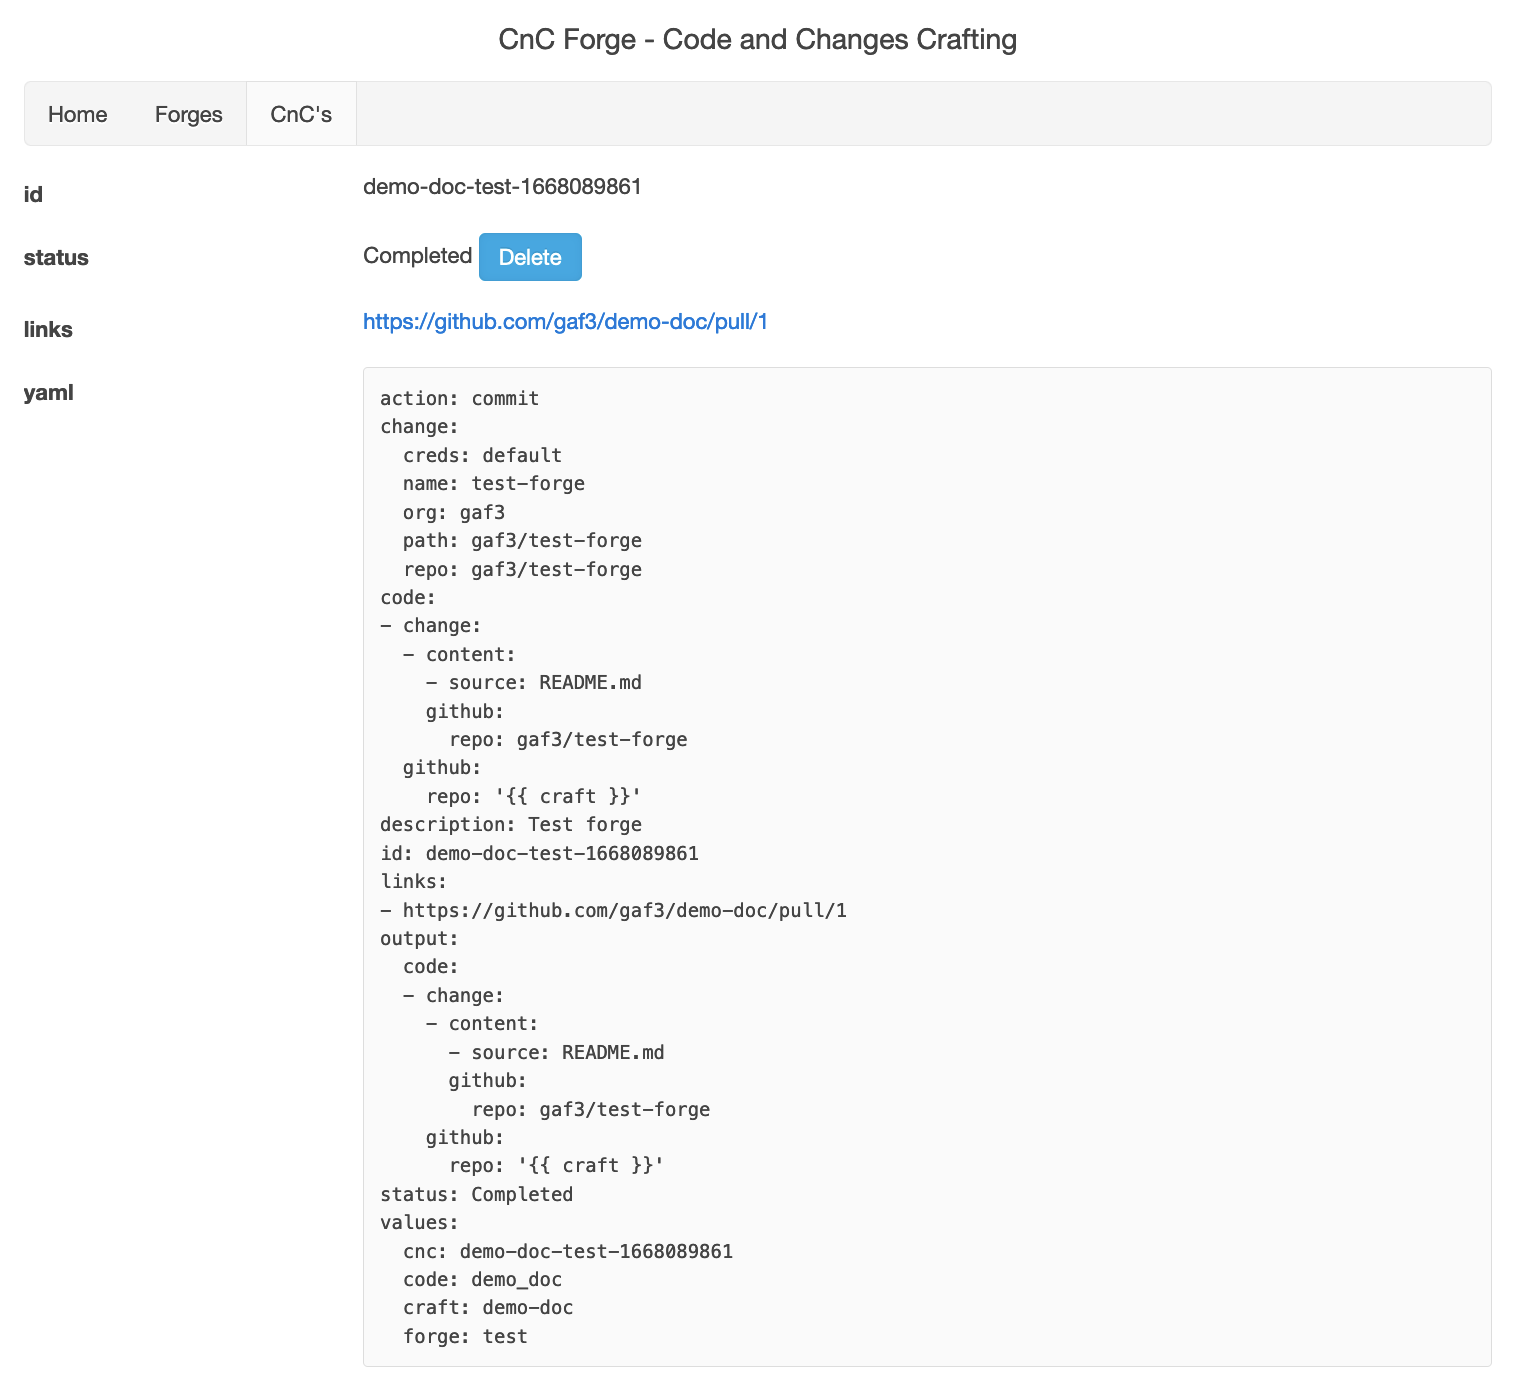 CnC Forge - Code and Changes Crafting
Home Forges CnC's
id demo-doc-test-1668089861
status Completed Delete
links https://github.com/gaf3/demo-doc/pull/1
yaml
action: commit
change:
  creds: default
  name: test-forge
  org: gaf3
  path: gaf3/test-forge
  repo: gaf3/test-forge
code:
- change:
  - content:
    - source: README.md
    github:
      repo: gaf3/test-forge
  github:
    repo: '{{ craft }}'
description: Test forge
id: demo-doc-test-1668089861
links:
- https://github.com/gaf3/demo-doc/pull/1
output:
  code:
  - change:
    - content:
      - source: README.md
      github:
        repo: gaf3/test-forge
    github:
      repo: '{{ craft }}'
status: Completed
values:
  cnc: demo-doc-test-1668089861
  code: demo_doc
  craft: demo-doc
  forge: test